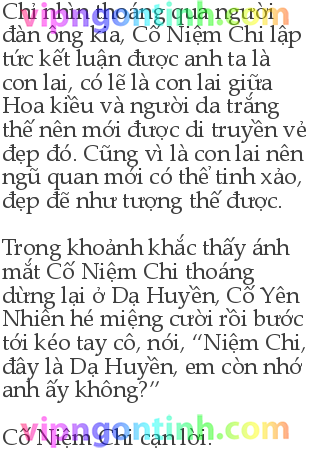 Chỉ nhìn thoáng qua người
vipngontinh.com
đàn ông kia, Cố Niệm Chi lập
tức kết luận được anh ta là
con lai, có lẽ là con lai giữa
Hoa kiều và người da trắng
thế nên mới được di truyền vẻ
đẹp đó. Cũng vì là con lai nên
ngũ quan mới có thể tinh xảo,
đẹp đẽ như tượng thế được.
Trong khoảnh khắc thấy ánh
mắt Cố Niệm Chi thoáng
dừng lại ở Dạ Huyền, Cố Yên
Nhiên hé miệng cười rồi bước
tới kéo tay cô, nói, “Niệm Chi,
đây là Dạ Huyền, em còn nhớ
anh ấy không?”
vipngontinh.com
Cố Niệm Chi cạn lời.